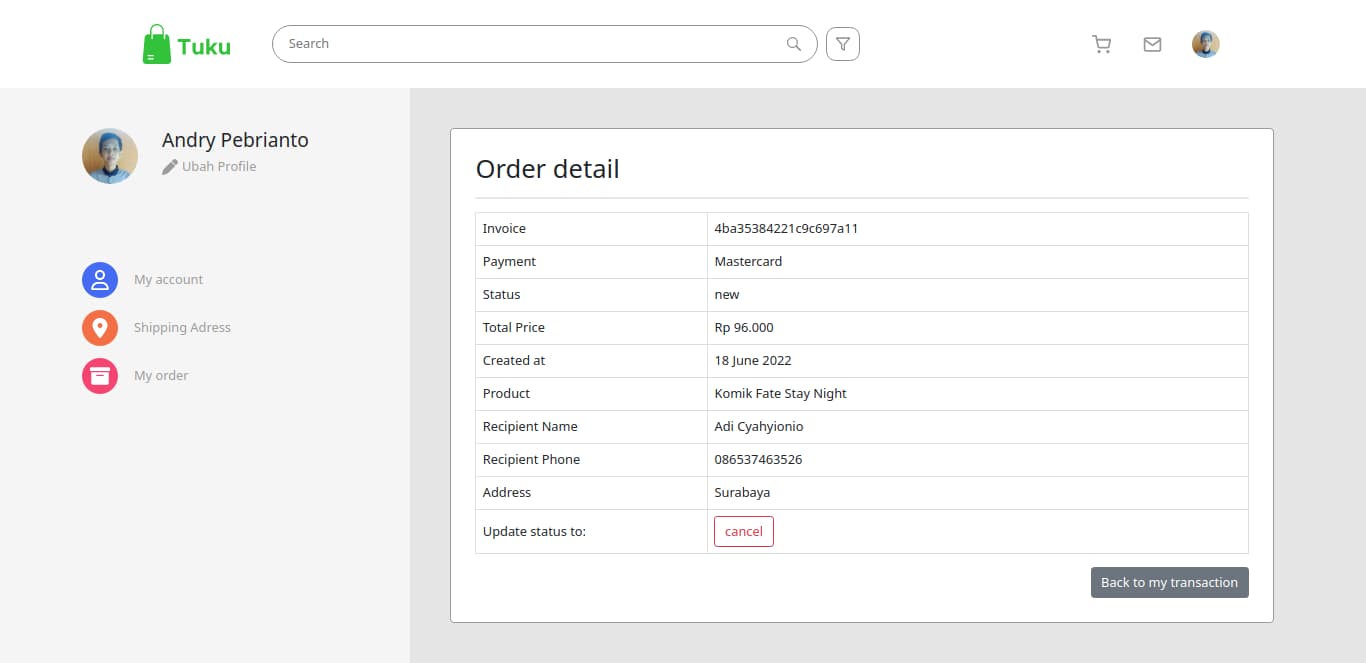 Tuku
Search
Andry Pebrianto
Ubah Profile
My account
Shipping Adress
My order
Order detail
Invoice 4ba35384221c9c697a11
Payment Mastercard
Status new
Total Price Rp 96.000
Created at 18 June 2022
Product Komik Fate Stay Night
Recipient Name Adi Cyahyionio
Recipient Phone 086537463526
Address Surabaya
Update status to: cancel
Back to my transaction